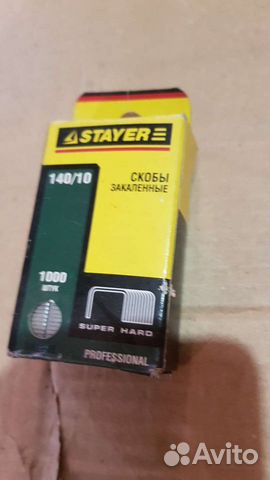 STAYER
140/10
СКОБЫ
ЗАКАЛЕННЫЕ
1000
ШТУК
SUPER HARD
PROFESSIONAL
Avito